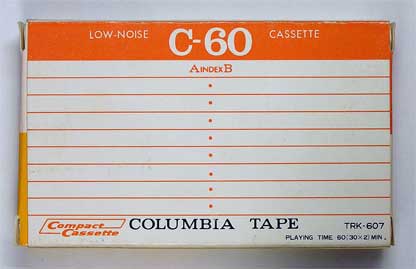 LOW-NOISE C-60 CASSETTE
A INDEX B
Compact Cassette COLUMBIA TAPE TRK-607
PLAYING TIME 60(30×2)MIN.